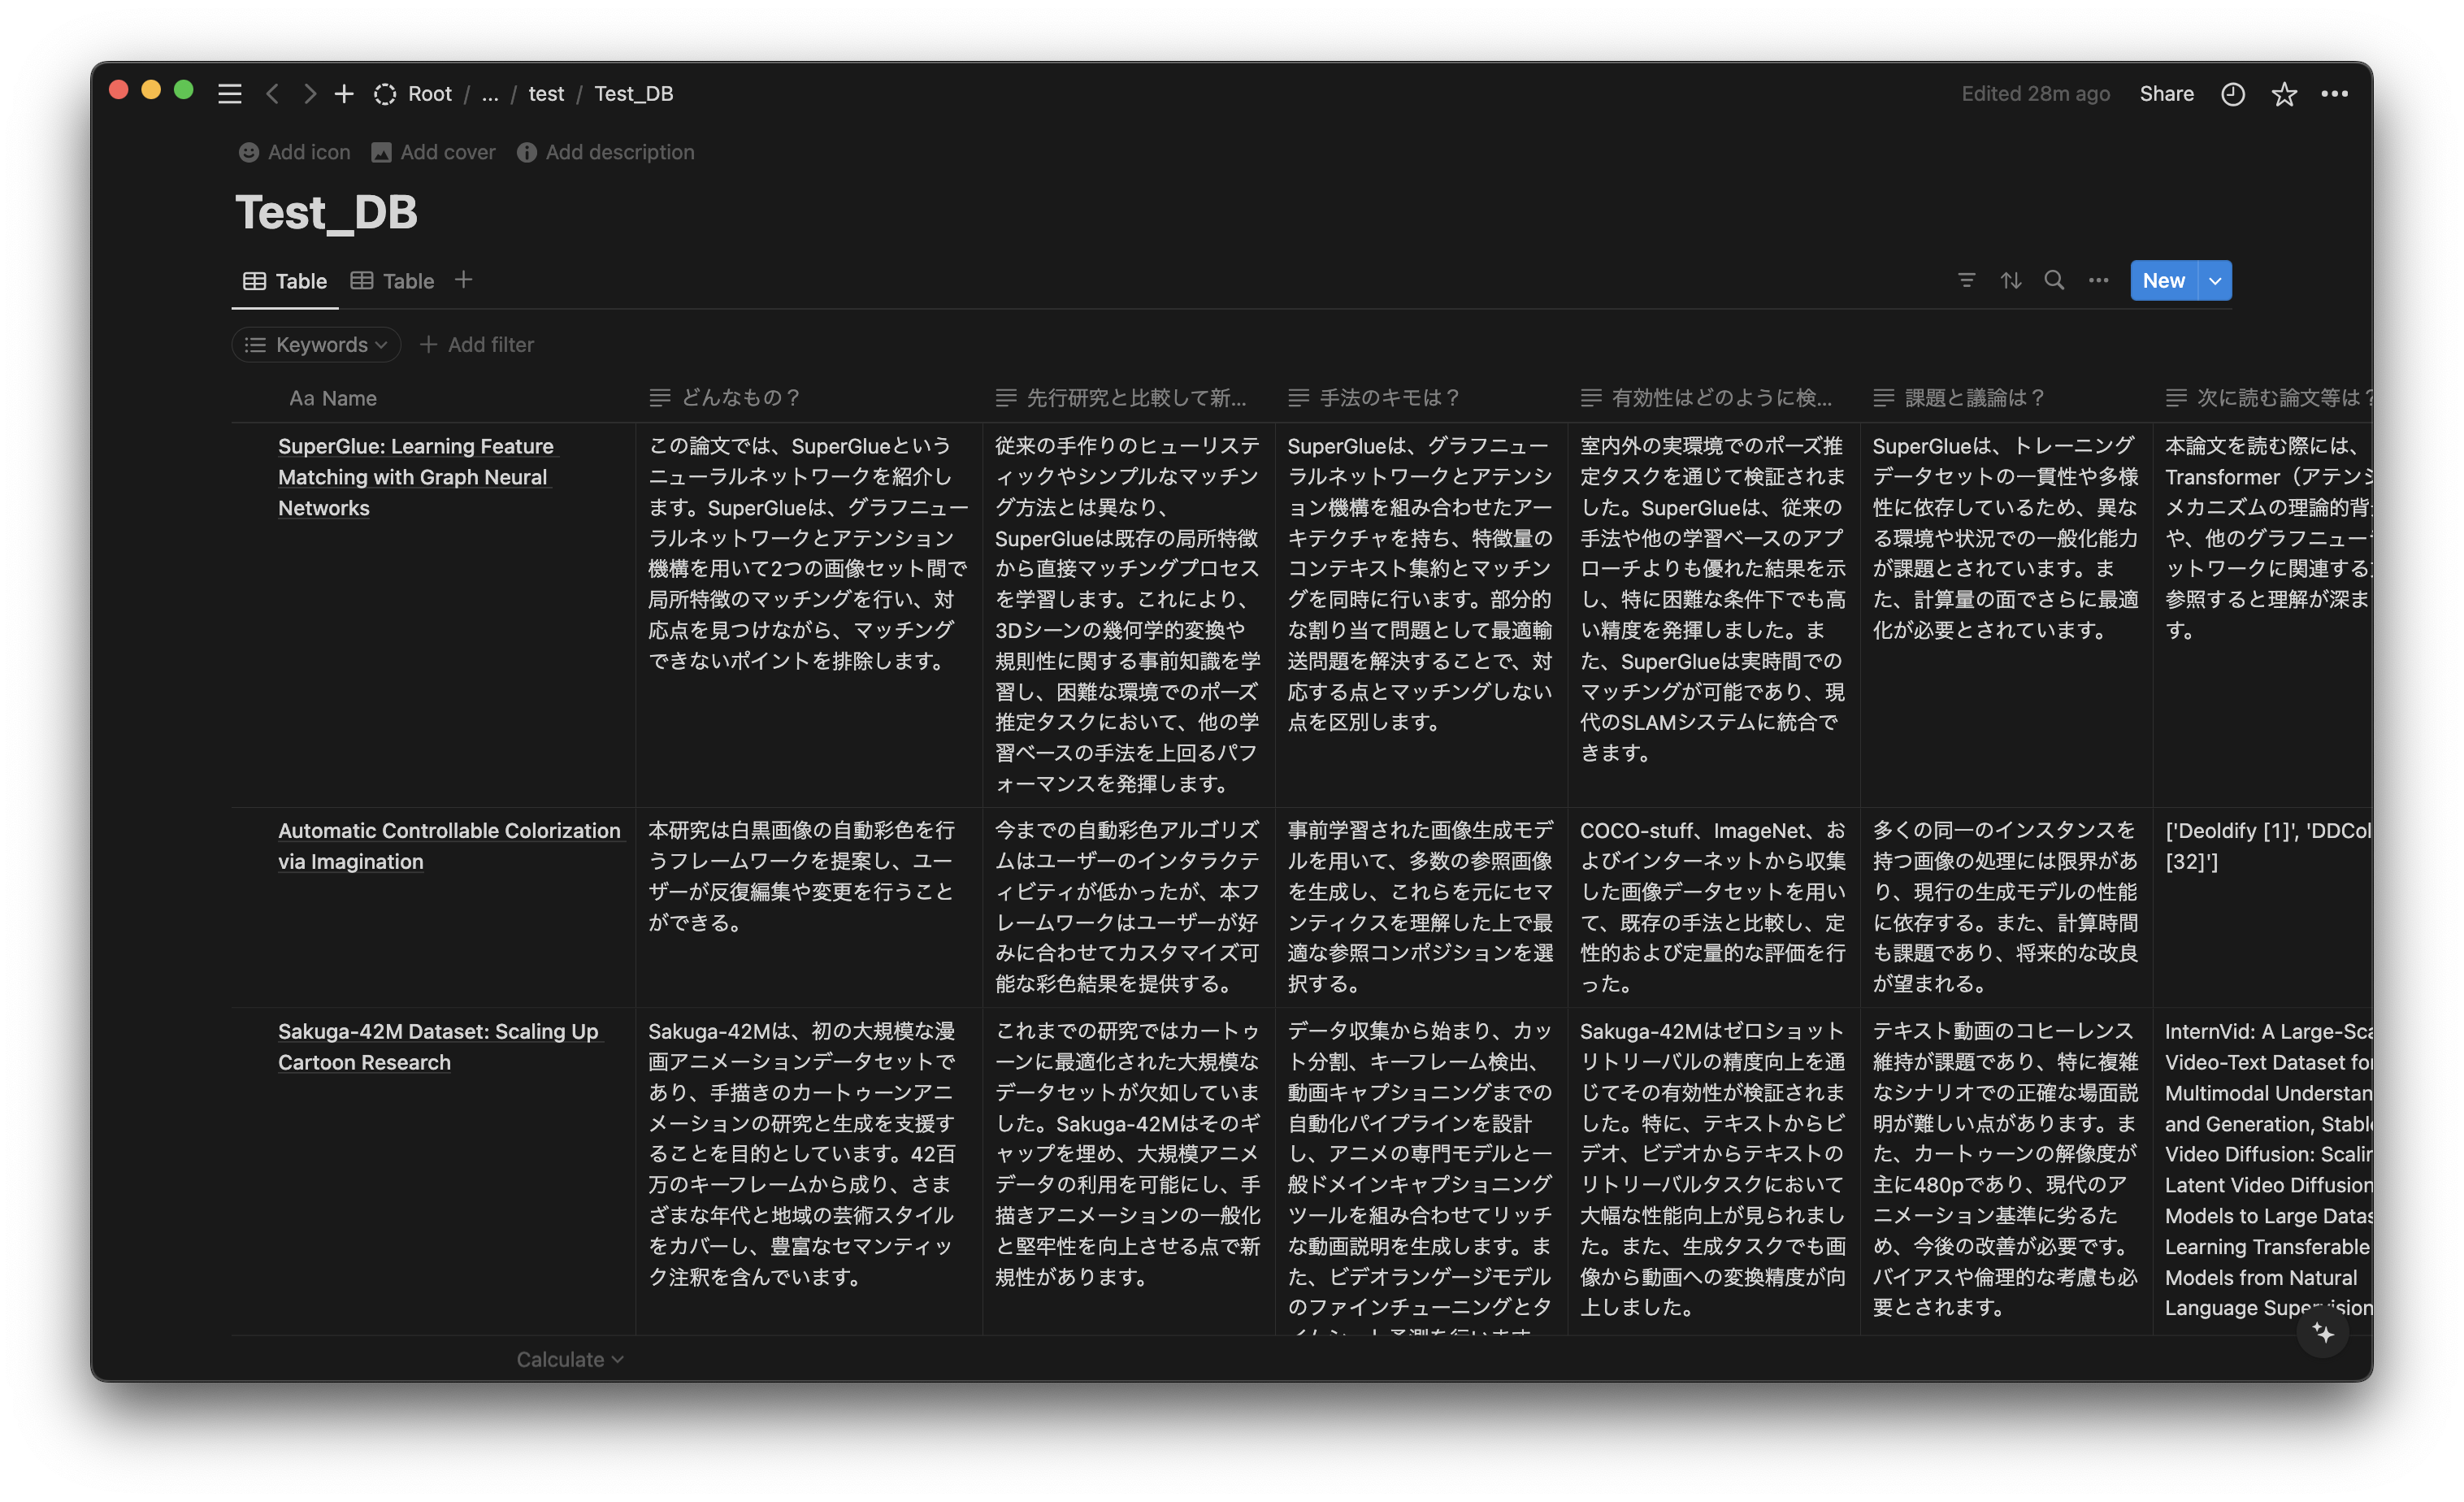 Root / ... / test / Test_DB
Edited 28m ago
Share
Add icon
Add cover
Add description
Test_DB
Table
Table
New
Keywords
Add filter
Aa Name
どんなもの？
先行研究と比較して新...
手法のキモは？
有効性はどのように検...
課題と議論は？
次に読む論文等は？
SuperGlue: Learning Feature
Matching with Graph Neural
Networks
この論文では、SuperGlueという
ニューラルネットワークを紹介し
ます。SuperGlueは、グラフニュー
ラルネットワークとアテンション
機構を用いて2つの画像セット間で
局所特徴のマッチングを行い、対
応点を見つけながら、マッチング
できないポイントを排除します。
従来の手作りのヒューリステ
ィックやシンプルなマッチン
グ方法とは異なり、
SuperGlueは既存の局所特徴
から直接マッチングプロセス
を学習します。これにより、
3Dシーンの幾何学的変換や
規則性に関する事前知識を学
習し、困難な環境でのポーズ
推定タスクにおいて、他の学
習ベースの手法を上回るパフ
ォーマンスを発揮します。
SuperGlueは、グラフニュー
ラルネットワークとアテンシ
ョン機構を組み合わせたアー
キテクチャを持ち、特徴量の
コンテキスト集約とマッチン
グを同時に行います。部分的
な割り当て問題として最適輸
送問題を解決することで、対
応する点とマッチングしない
点を区別します。
室内外の実環境でのポーズ推
定タスクを通じて検証されま
した。SuperGlueは、従来の
手法や他の学習ベースのアプ
ローチよりも優れた結果を示
し、特に困難な条件下でも高
い精度を発揮しました。ま
た、SuperGlueは実時間での
マッチングが可能であり、現
代のSLAMシステムに統合で
きます。
SuperGlueは、トレーニング
データセットの一貫性や多様
性に依存しているため、異な
る環境や状況での一般化能力
が課題とされています。ま
た、計算量の面でさらに最適
化が必要とされています。
本論文を読む際には、
Transformer（アテンシ
メカニズムの理論的背
や、他のグラフニュー
ットワークに関連する
参照すると理解が深ま
す。
Automatic Controllable Colorization
via Imagination
本研究は白黒画像の自動彩色を行
うフレームワークを提案し、ユー
ザーが反復編集や変更を行うこと
ができる。
今までの自動彩色アルゴリズ
ムはユーザーのインタラクテ
ィビティが低かったが、本フ
レームワークはユーザーが好
みに合わせてカスタマイズ可
能な彩色結果を提供する。
事前学習された画像生成モデ
ルを用いて、多数の参照画像
を生成し、これらを元にセマ
ンティクスを理解した上で最
適な参照コンポジションを選
択する。
COCO-stuff、ImageNet、お
よびインターネットから収集
した画像データセットを用い
て、既存の手法と比較し、定
性的および定量的な評価を行
った。
多くの同一のインスタンスを
持つ画像の処理には限界があ
り、現行の生成モデルの性能
に依存する。また、計算時間
も課題であり、将来的な改良
が望まれる。
['Deoldify [1]', 'DDCol
[32]']
Sakuga-42M Dataset: Scaling Up
Cartoon Research
Sakuga-42Mは、初の大規模な漫
画アニメーションデータセットで
あり、手描きのカートゥーンアニ
メーションの研究と生成を支援す
ることを目的としています。42百
万のキーフレームから成り、さま
ざまな年代と地域の芸術スタイル
をカバーし、豊富なセマンティッ
ク注釈を含んでいます。
これまでの研究ではカートゥ
ーンに最適化された大規模な
データセットが欠如していま
した。Sakuga-42Mはそのギ
ャップを埋め、大規模アニメ
データの利用を可能にし、手
描きアニメーションの一般化
と堅牢性を向上させる点で新
規性があります。
データ収集から始まり、カッ
ト分割、キーフレーム検出、
動画キャプショニングまでの
自動化パイプラインを設計
し、アニメの専門モデルと一
般ドメインキャプショニング
ツールを組み合わせてリッチ
な動画説明を生成します。ま
た、ビデオランゲージモデル
のファインチューニングとタ
Sakuga-42Mはゼロショット
リトリーバルの精度向上を通
じてその有効性が検証されま
した。特に、テキストからビ
デオ、ビデオからテキストの
リトリーバルタスクにおいて
大幅な性能向上が見られまし
た。また、生成タスクでも画
像から動画への変換精度が向
上しました。
テキスト動画のコヒーレンス
維持が課題であり、特に複雑
なシナリオでの正確な場面説
明が難しい点があります。ま
た、カートゥーンの解像度が
主に480pであり、現代のア
ニメーション基準に劣るた
め、今後の改善が必要です。
バイアスや倫理的な考慮も必
要とされます。
InternVid: A Large-Sca
Video-Text Dataset for
Multimodal Understan
and Generation, Stabl
Video Diffusion: Scalin
Latent Video Diffusion
Models to Large Datas
Learning Transferable
Models from Natural
Language Supervision
Calculate